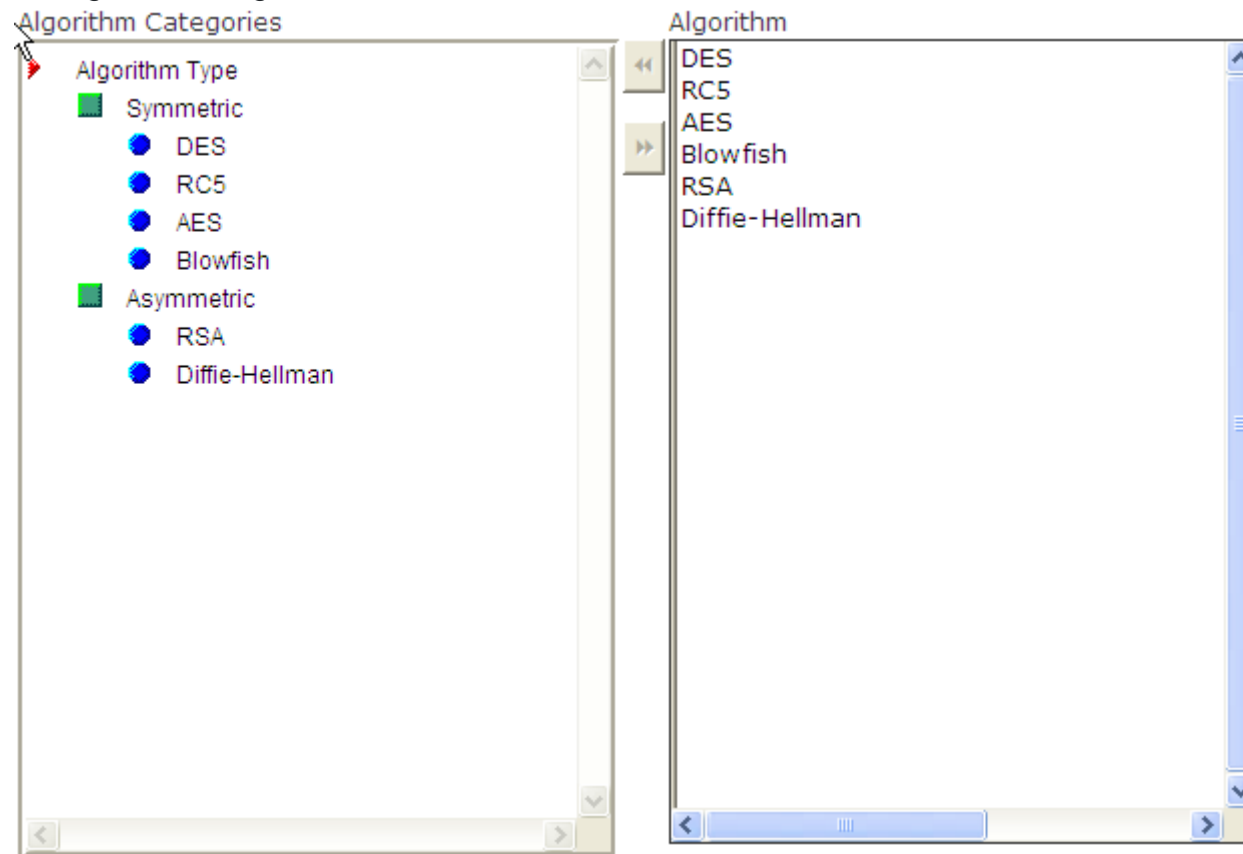 Algorithm Categories
Algorithm Type
Symmetric
DES
RC5
AES
Blowfish
Asymmetric
RSA
Diffie-Hellman
Algorithm
DES
RC5
AES
Blowfish
RSA
Diffie-Hellman